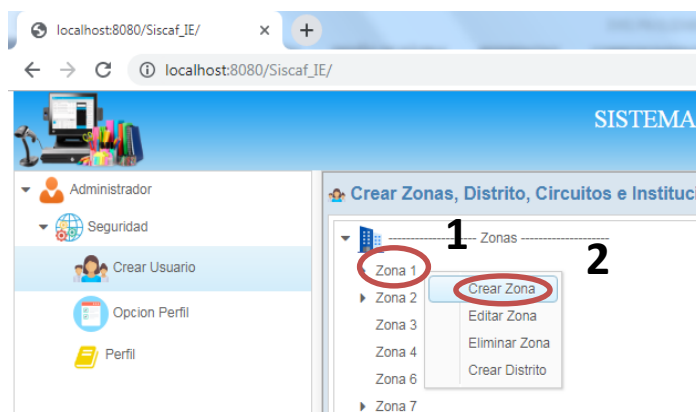 localhost:8080/Siscaf_IE/
localhost:8080/Siscaf_IE/
SISTEMA
Administrador
Seguridad
Crear Usuario
Opcion Perfil
Perfil
Crear Zonas, Distrito, Circuitos e Instituci
-------------------- Zonas --------------------
1
2
Zona 1
Zona 2
Zona 3
Zona 4
Zona 6
Zona 7
Crear Zona
Editar Zona
Eliminar Zona
Crear Distrito